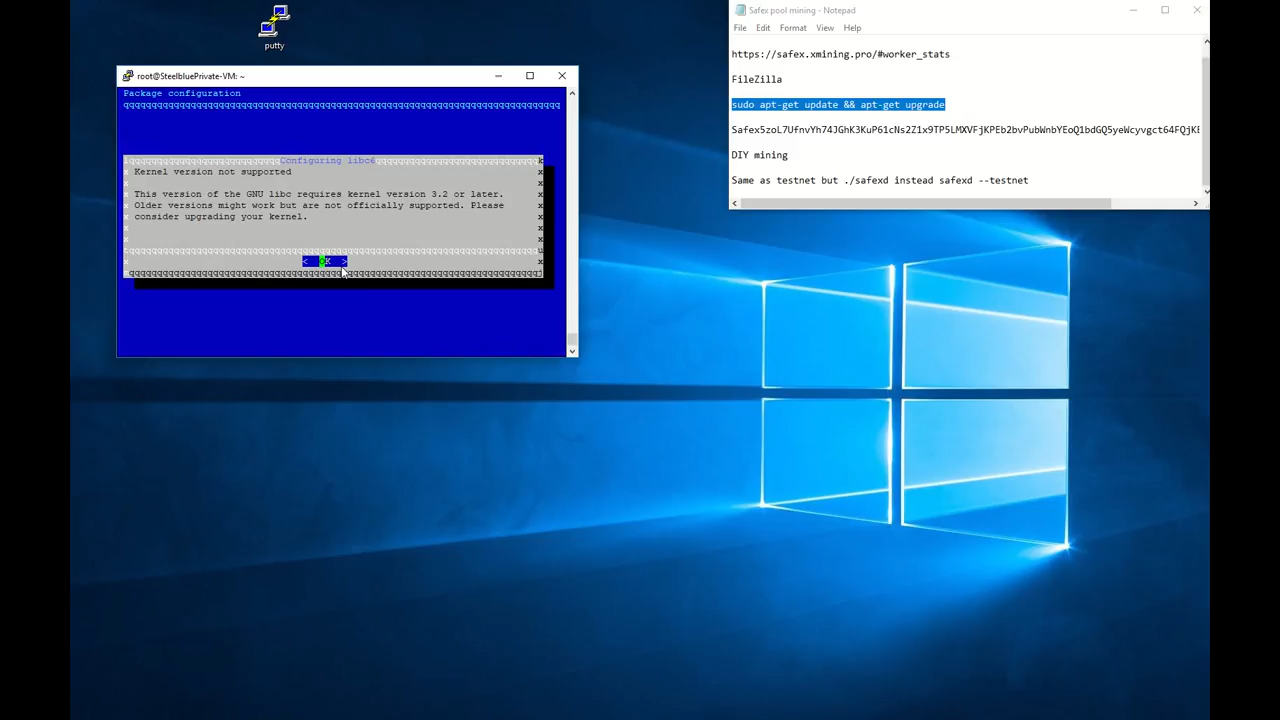 putty
root@SteelbluePrivate-VM: ~
Package configuration
Configuring libc6
Kernel version not supported
This version of the GNU libc requires kernel version 3.2 or later.
Older versions might work but are not officially supported. Please
consider upgrading your kernel.
< OK >
Safex pool mining - Notepad
File Edit Format View Help
https://safex.xmining.pro/#worker_stats
FileZilla
sudo apt-get update && apt-get upgrade
DIY mining
Same as testnet but ./safexd instead safexd --testnet